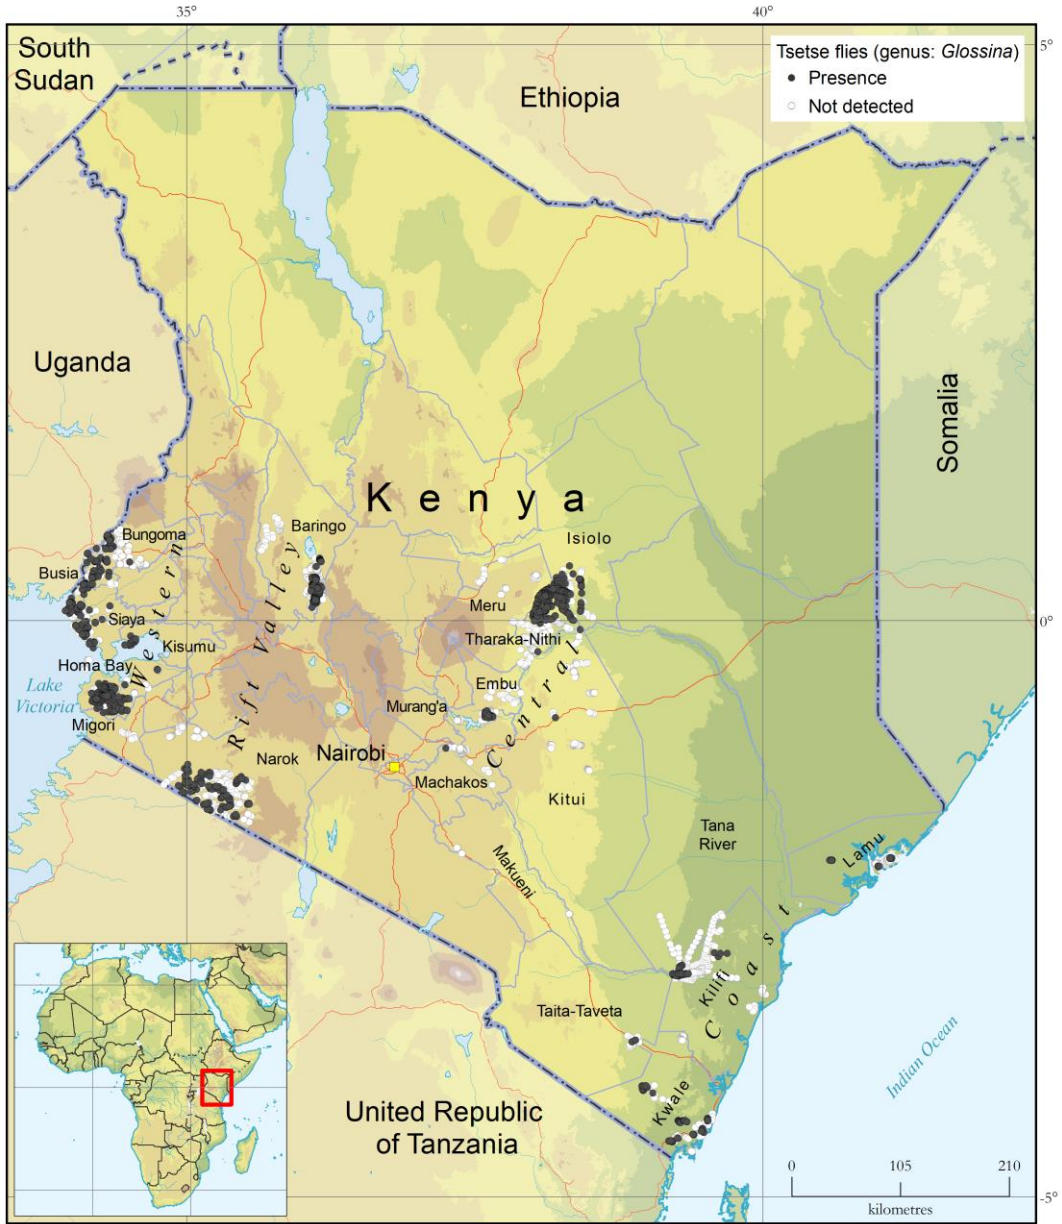 35°
40°
5°
South
Sudan
Ethiopia
Tsetse flies (genus: Glossina)
Presence
Not detected
Uganda
Somalia
Kenya
Baringo
Isiolo
Bungoma
Busia
Western
Valley
Rift
Meru
0°
Siaya
Kisumu
Tharaka-Nithi
Homa Bay
Central
Embu
Lake
Victoria
Murang'a
Migori
Narok
Nairobi
Machakos
Kitui
Tana
River
Lamu
Makueni
Coast
Kilifi
Taita-Taveta
Indian Ocean
Kwale
United Republic
of Tanzania
0
105
210
kilometres
-5°